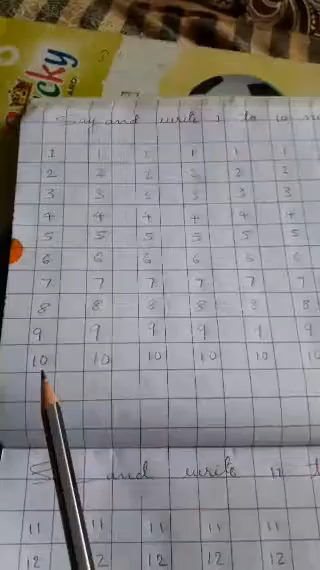 cky
Say and write 1 to 10 n
1 1 1 1 1 1
2 2 2 2 2 2
3 3 3 3 3 3
4 4 4 4 4 4
5 5 5 5 5 5
6 6 6 6 6 6
7 7 7 7 7 7
8 8 8 8 8 8
9 9 9 9 9 9
10 10 10 10 10 10
S and write 11 t
11 11 11 11 11
12 12 12 12 12